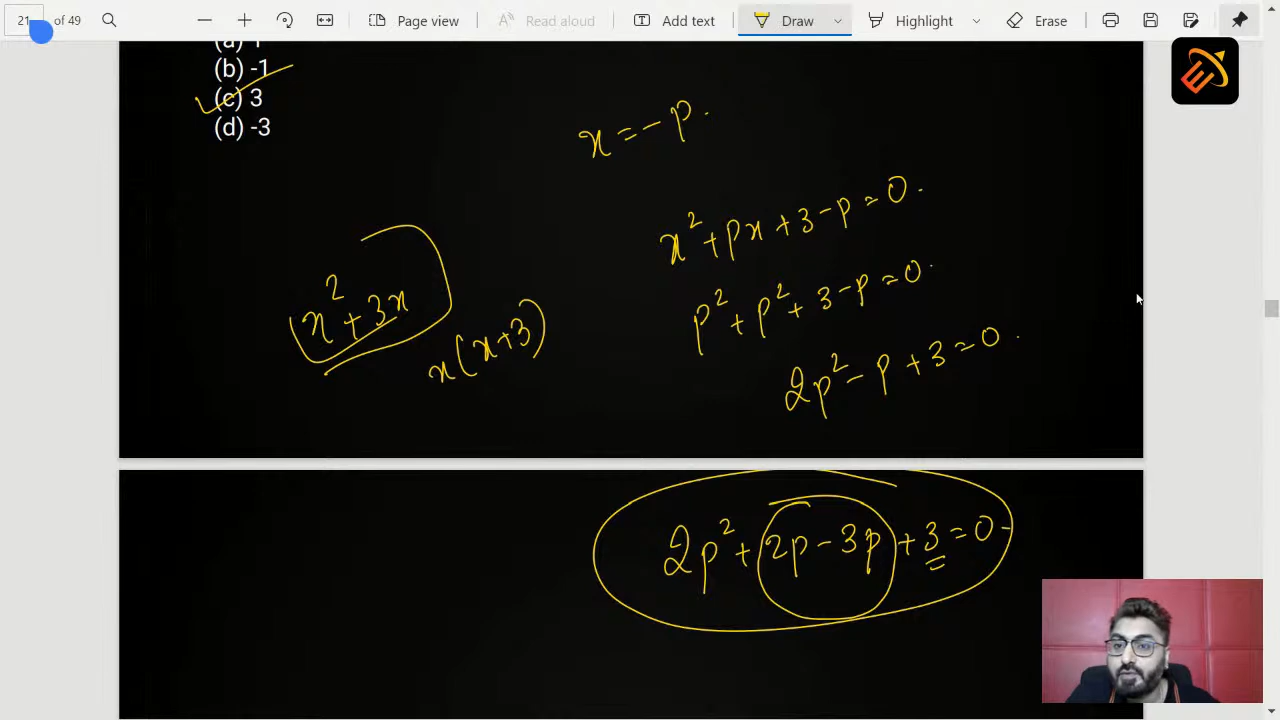 21 of 49 Page view Read aloud Add text Draw Highlight Erase
(b) -1
(c) 3
(d) -3
x = -p.
x² + px + 3 - p = 0.
x² + 3x
x(x+3)
p² + p² + 3 - p = 0.
2p² - p + 3 = 0.
2p² + 2p - 3p + 3 = 0